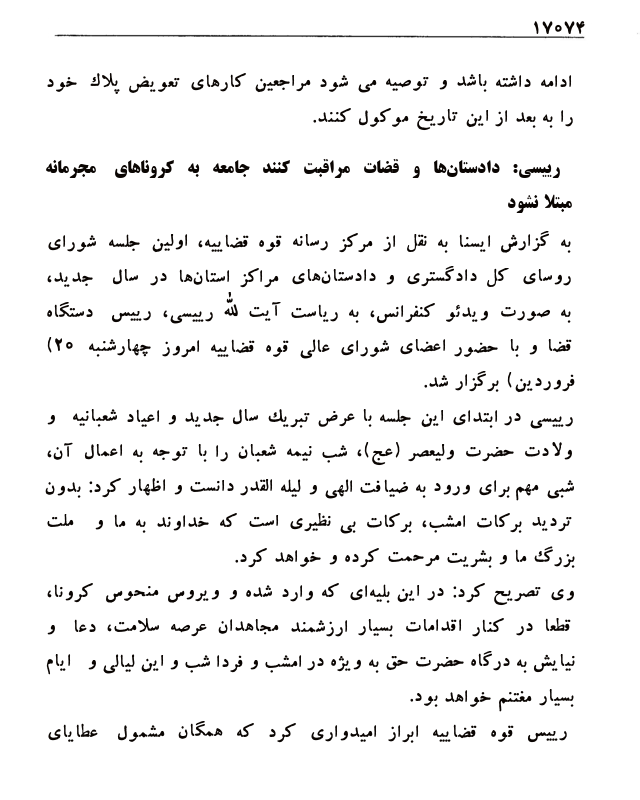 ۱۷۰۷۴
ادامه داشته باشد و توصیه می شود مراجعین کارهای تعویض پلاك خود
را به بعد از این تاریخ موکول کنند.
رییسی: دادستان‌ها و قضات مراقبت کنند جامعه به کروناهای مجرمانه
مبتلا نشود
به گزارش ایسنا به نقل از مرکز رسانه قوه قضاییه، اولین جلسه شورای
روسای کل دادگستری و دادستان‌های مراکز استان‌ها در سال جدید،
به صورت ویدئو کنفرانس، به ریاست آیت الله رییسی، رییس دستگاه
قضا و با حضور اعضای شورای عالی قوه قضاییه امروز چهارشنبه ۲۰)
فروردین) برگزار شد.
رییسی در ابتدای این جلسه با عرض تبریك سال جدید و اعیاد شعبانیه و
ولادت حضرت ولیعصر (عج)، شب نیمه شعبان را با توجه به اعمال آن،
شبی مهم برای ورود به ضیافت الهی و لیله القدر دانست و اظهار کرد: بدون
تردید برکات امشب، برکات بی نظیری است که خداوند به ما و ملت
بزرگ ما و بشریت مرحمت کرده و خواهد کرد.
وی تصریح کرد: در این بلیه‌ای که وارد شده و ویروس منحوس کرونا،
قطعا در کنار اقدامات بسیار ارزشمند مجاهدان عرصه سلامت، دعا و
نیایش به درگاه حضرت حق به ویژه در امشب و فردا شب و این لیالی و ایام
بسیار مغتنم خواهد بود.
رییس قوه قضاییه ابراز امیدواری کرد که همگان مشمول عطایای